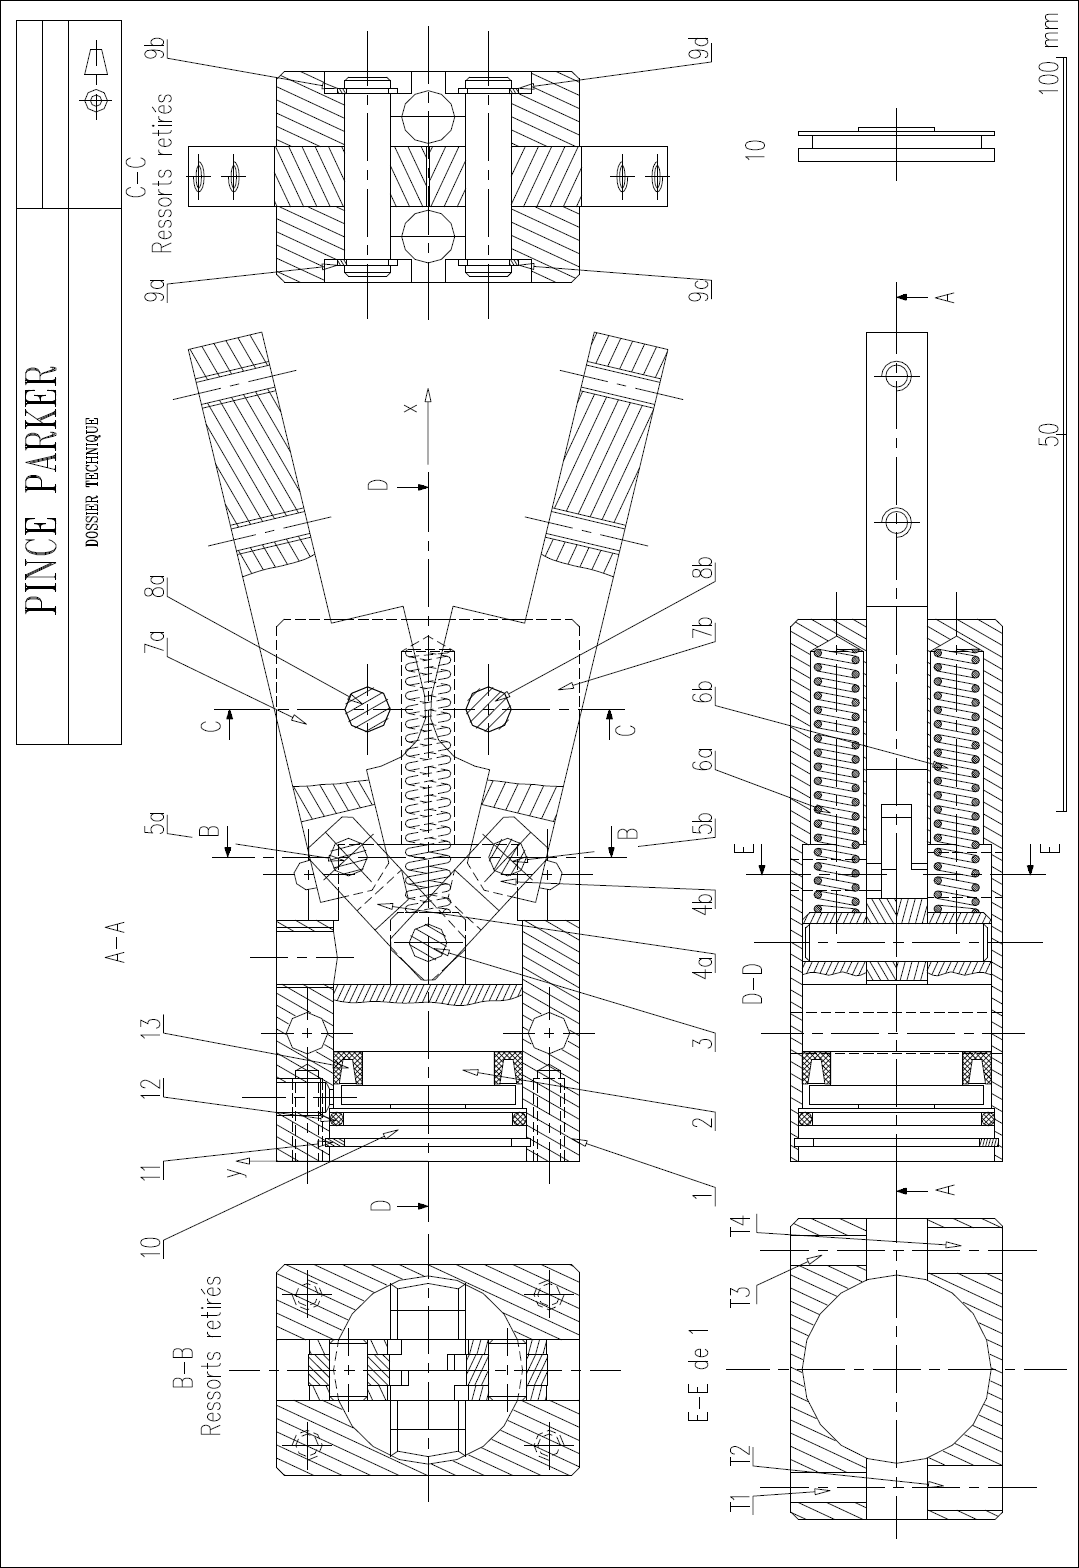 PINCE PARKER
DOSSIER TECHNIQUE
A-A
10
11
12
13
5a
7a
8a
9a
9b
C-C
Ressorts retirés
B
C
D
y
x
D
D
B
C
1
2
3
4a
4b
5b
6a
6b
7b
8b
9c
9d
B-B
Ressorts retirés
D-D
E
E
A
A
10
E-E de 1
T1
T2
T3
T4
50
100 mm